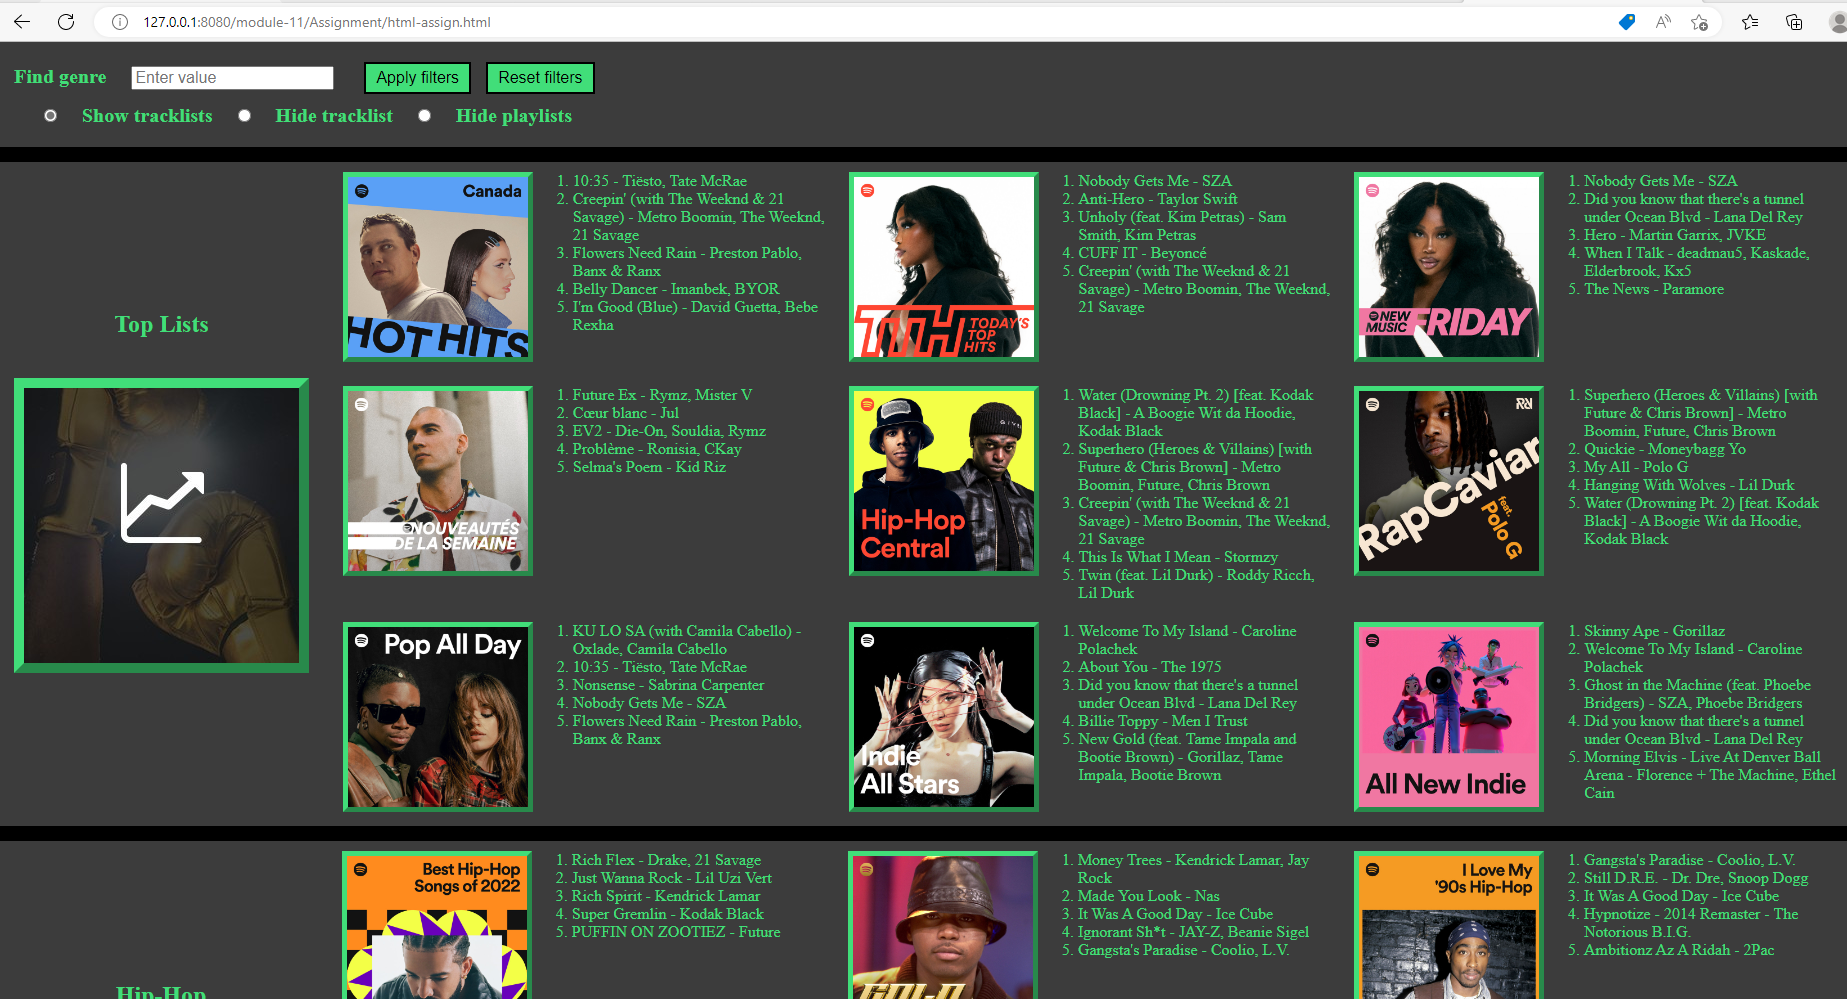 127.0.0.1:8080/module-11/Assignment/html-assign.html
Find genre
Enter value
Apply filters
Reset filters
Show tracklists
Hide tracklist
Hide playlists
Top Lists
Canada
HOT HITS
1. 10:35 - Tiësto, Tate McRae
2. Creepin' (with The Weeknd & 21
Savage) - Metro Boomin, The Weeknd,
21 Savage
3. Flowers Need Rain - Preston Pablo,
Banx & Ranx
4. Belly Dancer - Imanbek, BYOR
5. I'm Good (Blue) - David Guetta, Bebe
Rexha
TTH TODAY'S
TOP
HITS
1. Nobody Gets Me - SZA
2. Anti-Hero - Taylor Swift
3. Unholy (feat. Kim Petras) - Sam
Smith, Kim Petras
4. CUFF IT - Beyoncé
5. Creepin' (with The Weeknd & 21
Savage) - Metro Boomin, The Weeknd,
21 Savage
NEW
MUSIC FRIDAY
1. Nobody Gets Me - SZA
2. Did you know that there's a tunnel
under Ocean Blvd - Lana Del Rey
3. Hero - Martin Garrix, JVKE
4. When I Talk - deadmau5, Kaskade,
Elderbrook, Kx5
5. The News - Paramore
NOUVEAUTÉS
DE LA SEMAINE
1. Future Ex - Rymz, Mister V
2. Cœur blanc - Jul
3. EV2 - Die-On, Souldia, Rymz
4. Problème - Ronisia, CKay
5. Selma's Poem - Kid Riz
Hip-Hop
Central
1. Water (Drowning Pt. 2) [feat. Kodak
Black] - A Boogie Wit da Hoodie,
Kodak Black
2. Superhero (Heroes & Villains) [with
Future & Chris Brown] - Metro
Boomin, Future, Chris Brown
3. Creepin' (with The Weeknd & 21
Savage) - Metro Boomin, The Weeknd,
21 Savage
4. This Is What I Mean - Stormzy
5. Twin (feat. Lil Durk) - Roddy Ricch,
Lil Durk
RapCaviar
feat.
Polo G
1. Superhero (Heroes & Villains) [with
Future & Chris Brown] - Metro
Boomin, Future, Chris Brown
2. Quickie - Moneybagg Yo
3. My All - Polo G
4. Hanging With Wolves - Lil Durk
5. Water (Drowning Pt. 2) [feat. Kodak
Black] - A Boogie Wit da Hoodie,
Kodak Black
Pop All Day
1. KU LO SA (with Camila Cabello) -
Oxlade, Camila Cabello
2. 10:35 - Tiësto, Tate McRae
3. Nonsense - Sabrina Carpenter
4. Nobody Gets Me - SZA
5. Flowers Need Rain - Preston Pablo,
Banx & Ranx
Indie
All Stars
1. Welcome To My Island - Caroline
Polachek
2. About You - The 1975
3. Did you know that there's a tunnel
under Ocean Blvd - Lana Del Rey
4. Billie Toppy - Men I Trust
5. New Gold (feat. Tame Impala and
Bootie Brown) - Gorillaz, Tame
Impala, Bootie Brown
All New Indie
1. Skinny Ape - Gorillaz
2. Welcome To My Island - Caroline
Polachek
3. Ghost in the Machine (feat. Phoebe
Bridgers) - SZA, Phoebe Bridgers
4. Did you know that there's a tunnel
under Ocean Blvd - Lana Del Rey
5. Morning Elvis - Live At Denver Ball
Arena - Florence + The Machine, Ethel
Cain
Hip-Hop
Best Hip-Hop
Songs of 2022
1. Rich Flex - Drake, 21 Savage
2. Just Wanna Rock - Lil Uzi Vert
3. Rich Spirit - Kendrick Lamar
4. Super Gremlin - Kodak Black
5. PUFFIN ON ZOOTIEZ - Future
GOLD
1. Money Trees - Kendrick Lamar, Jay
Rock
2. Made You Look - Nas
3. It Was A Good Day - Ice Cube
4. Ignorant Sh*t - JAY-Z, Beanie Sigel
5. Gangsta's Paradise - Coolio, L.V.
I Love My
'90s Hip-Hop
1. Gangsta's Paradise - Coolio, L.V.
2. Still D.R.E. - Dr. Dre, Snoop Dogg
3. It Was A Good Day - Ice Cube
4. Hypnotize - 2014 Remaster - The
Notorious B.I.G.
5. Ambitionz Az A Ridah - 2Pac